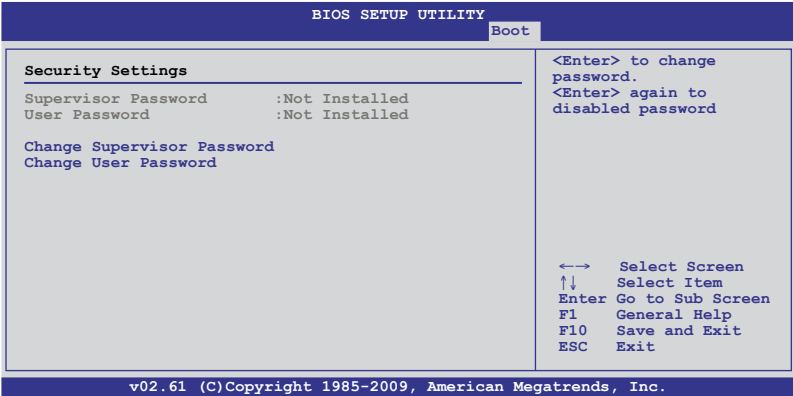 BIOS SETUP UTILITY
Boot
Security Settings
Supervisor Password :Not Installed
User Password :Not Installed
Change Supervisor Password
Change User Password
<Enter> to change
password.
<Enter> again to
disabled password
←→ Select Screen
↑↓ Select Item
Enter Go to Sub Screen
F1 General Help
F10 Save and Exit
ESC Exit
v02.61 (C)Copyright 1985-2009, American Megatrends, Inc.